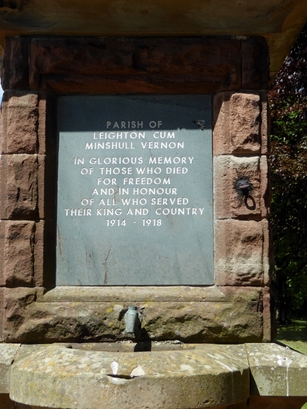 PARISH OF
LEIGHTON CUM
MINSHULL VERNON
IN GLORIOUS MEMORY
OF THOSE WHO DIED
FOR FREEDOM
AND IN HONOUR
OF ALL WHO SERVED
THEIR KING AND COUNTRY
1914 - 1918